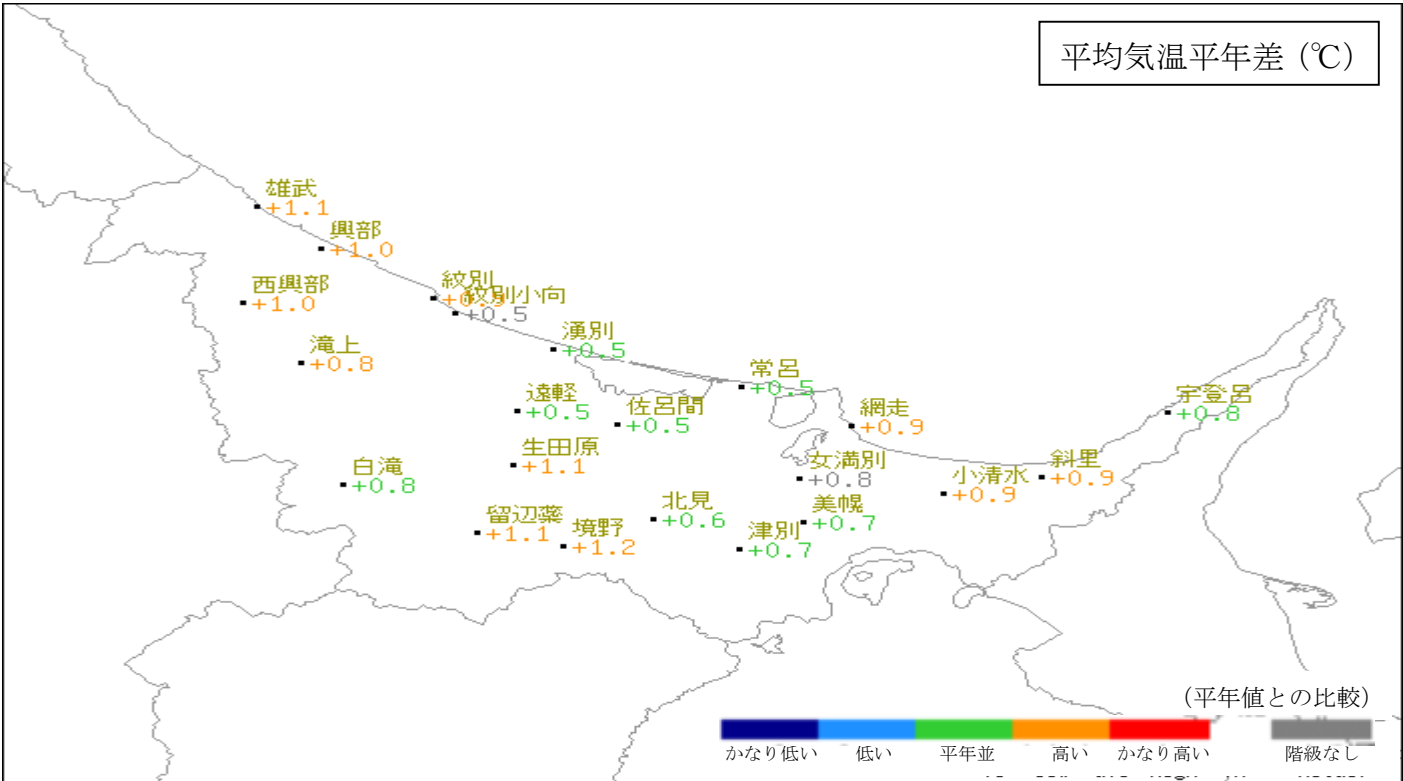 平均気温平年差（℃）
雄武
+1.1
興部
+1.0
西興部
+1.0
紋別
紋別小向
+0.5
滝上
+0.8
湧別
+0.5
常呂
+0.5
遠軽
+0.5
佐呂間
+0.5
網走
+0.9
宇登呂
+0.8
生田原
+1.1
白滝
+0.8
女満別
+0.8
小清水
+0.9
斜里
+0.9
留辺蘂
+1.1
境野
+1.2
北見
+0.6
美幌
+0.7
津別
+0.7
（平年値との比較）
かなり低い 低い 平年並 高い かなり高い 階級なし